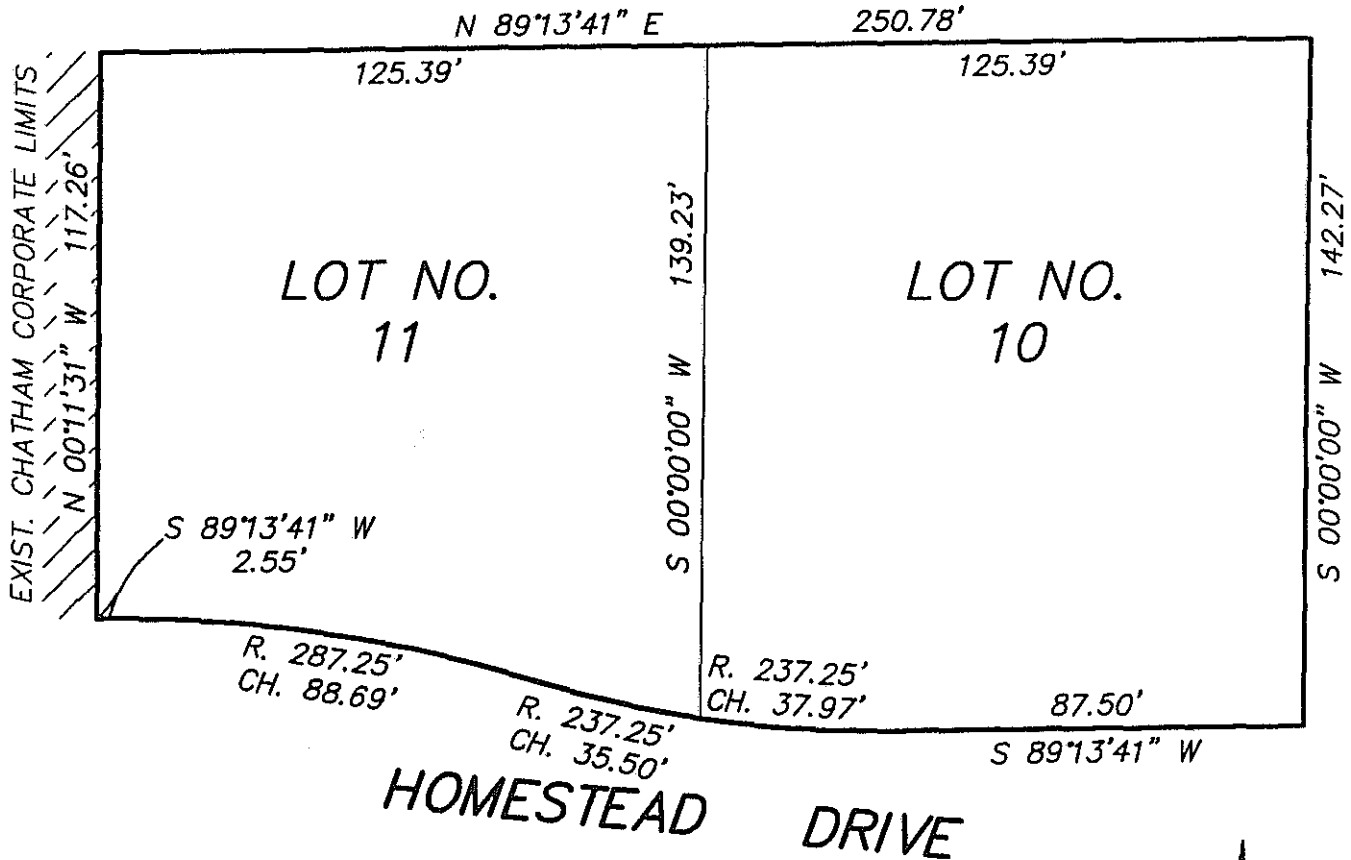 N 89°13'41" E 250.78'
125.39' 125.39'
EXIST. CHATHAM CORPORATE LIMITS
N 00°11'31" W 117.26'
LOT NO.
11
S 00°00'00" W 139.23'
LOT NO.
10
S 00°00'00" W 142.27'
S 89°13'41" W
2.55'
R. 287.25'
CH. 88.69'
R. 237.25'
CH. 35.50'
R. 237.25'
CH. 37.97'
87.50'
S 89°13'41" W
HOMESTEAD DRIVE